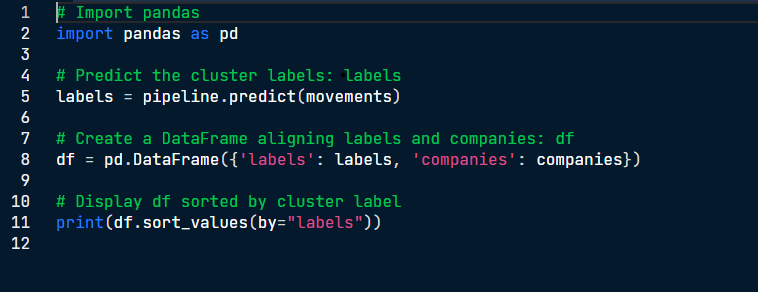 1 # Import pandas
2 import pandas as pd
3
4 # Predict the cluster labels: labels
5 labels = pipeline.predict(movements)
6
7 # Create a DataFrame aligning labels and companies: df
8 df = pd.DataFrame({'labels': labels, 'companies': companies})
9
10 # Display df sorted by cluster label
11 print(df.sort_values(by="labels"))
12